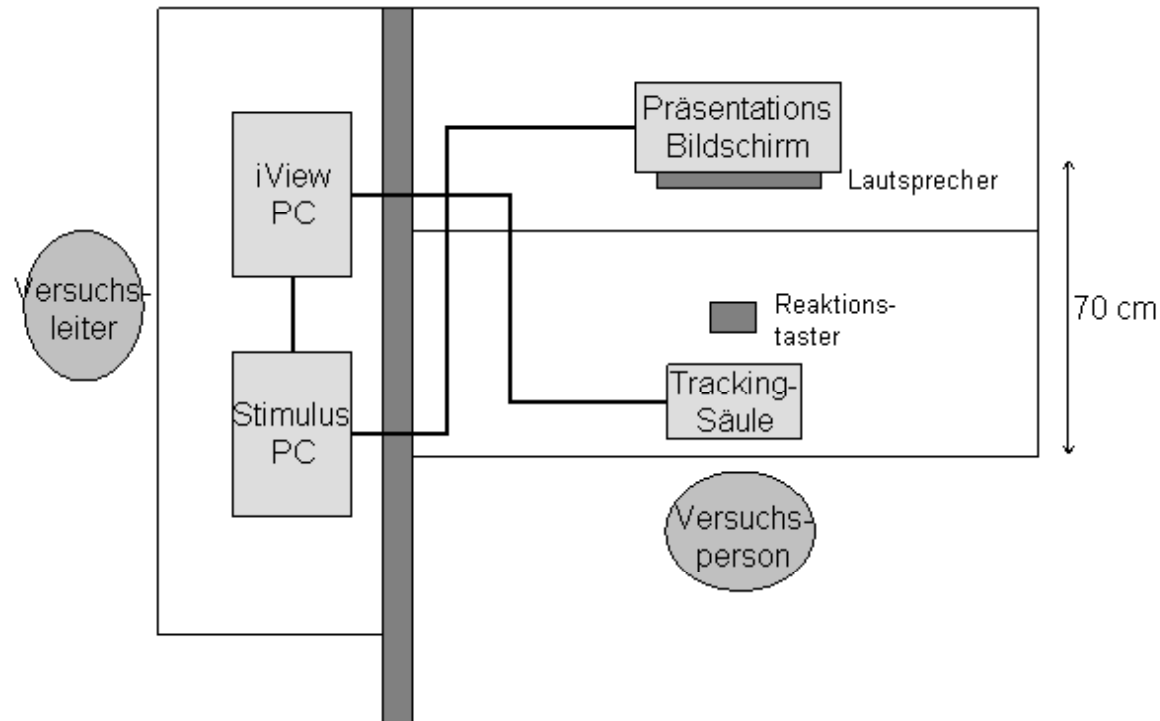 Präsentations
Bildschirm
Lautsprecher
iView
PC
Versuchs-
leiter
Reaktions-
taster
70 cm
Tracking-
Säule
Stimulus
PC
Versuchs-
person